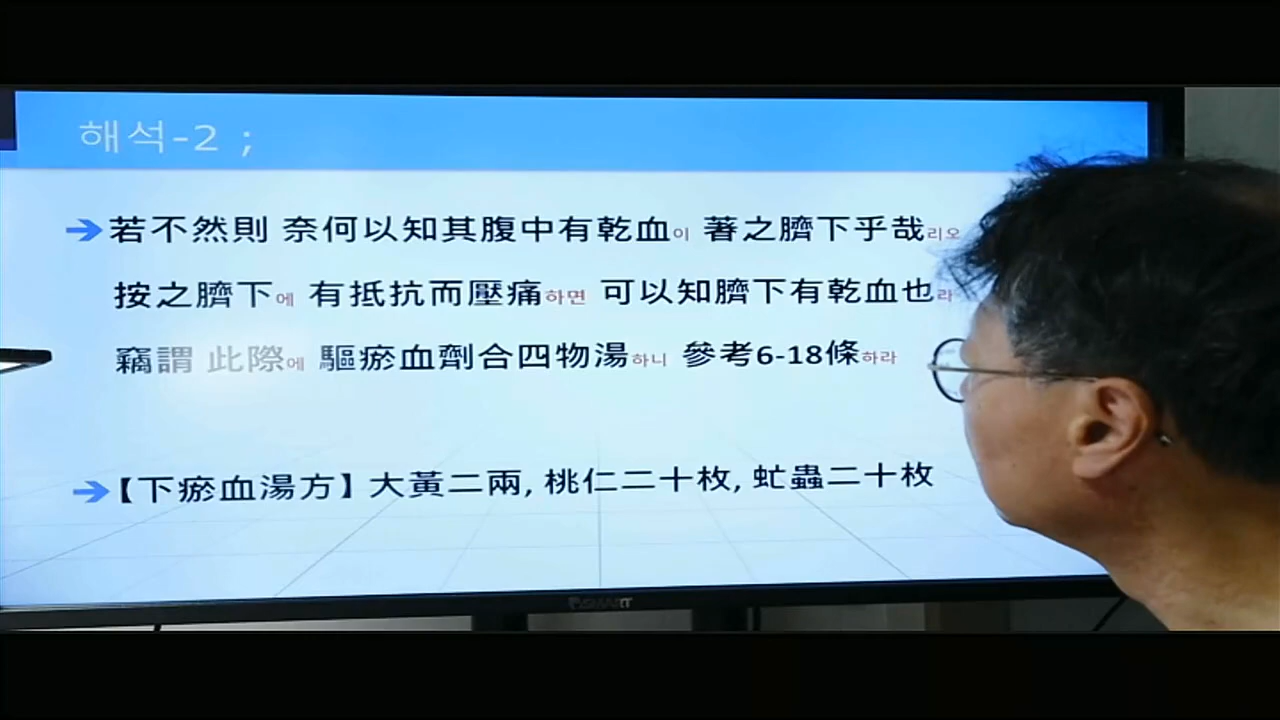 해석-2 ;
➔若不然則 奈何以知其腹中有乾血이 著之臍下乎哉리오
按之臍下에 有抵抗而壓痛하면 可以知臍下有乾血也라
竊謂 此際에 驅瘀血劑合四物湯하니 參考6-18條하라
➔【下瘀血湯方】大黃二兩, 桃仁二十枚, 虻蟲二十枚